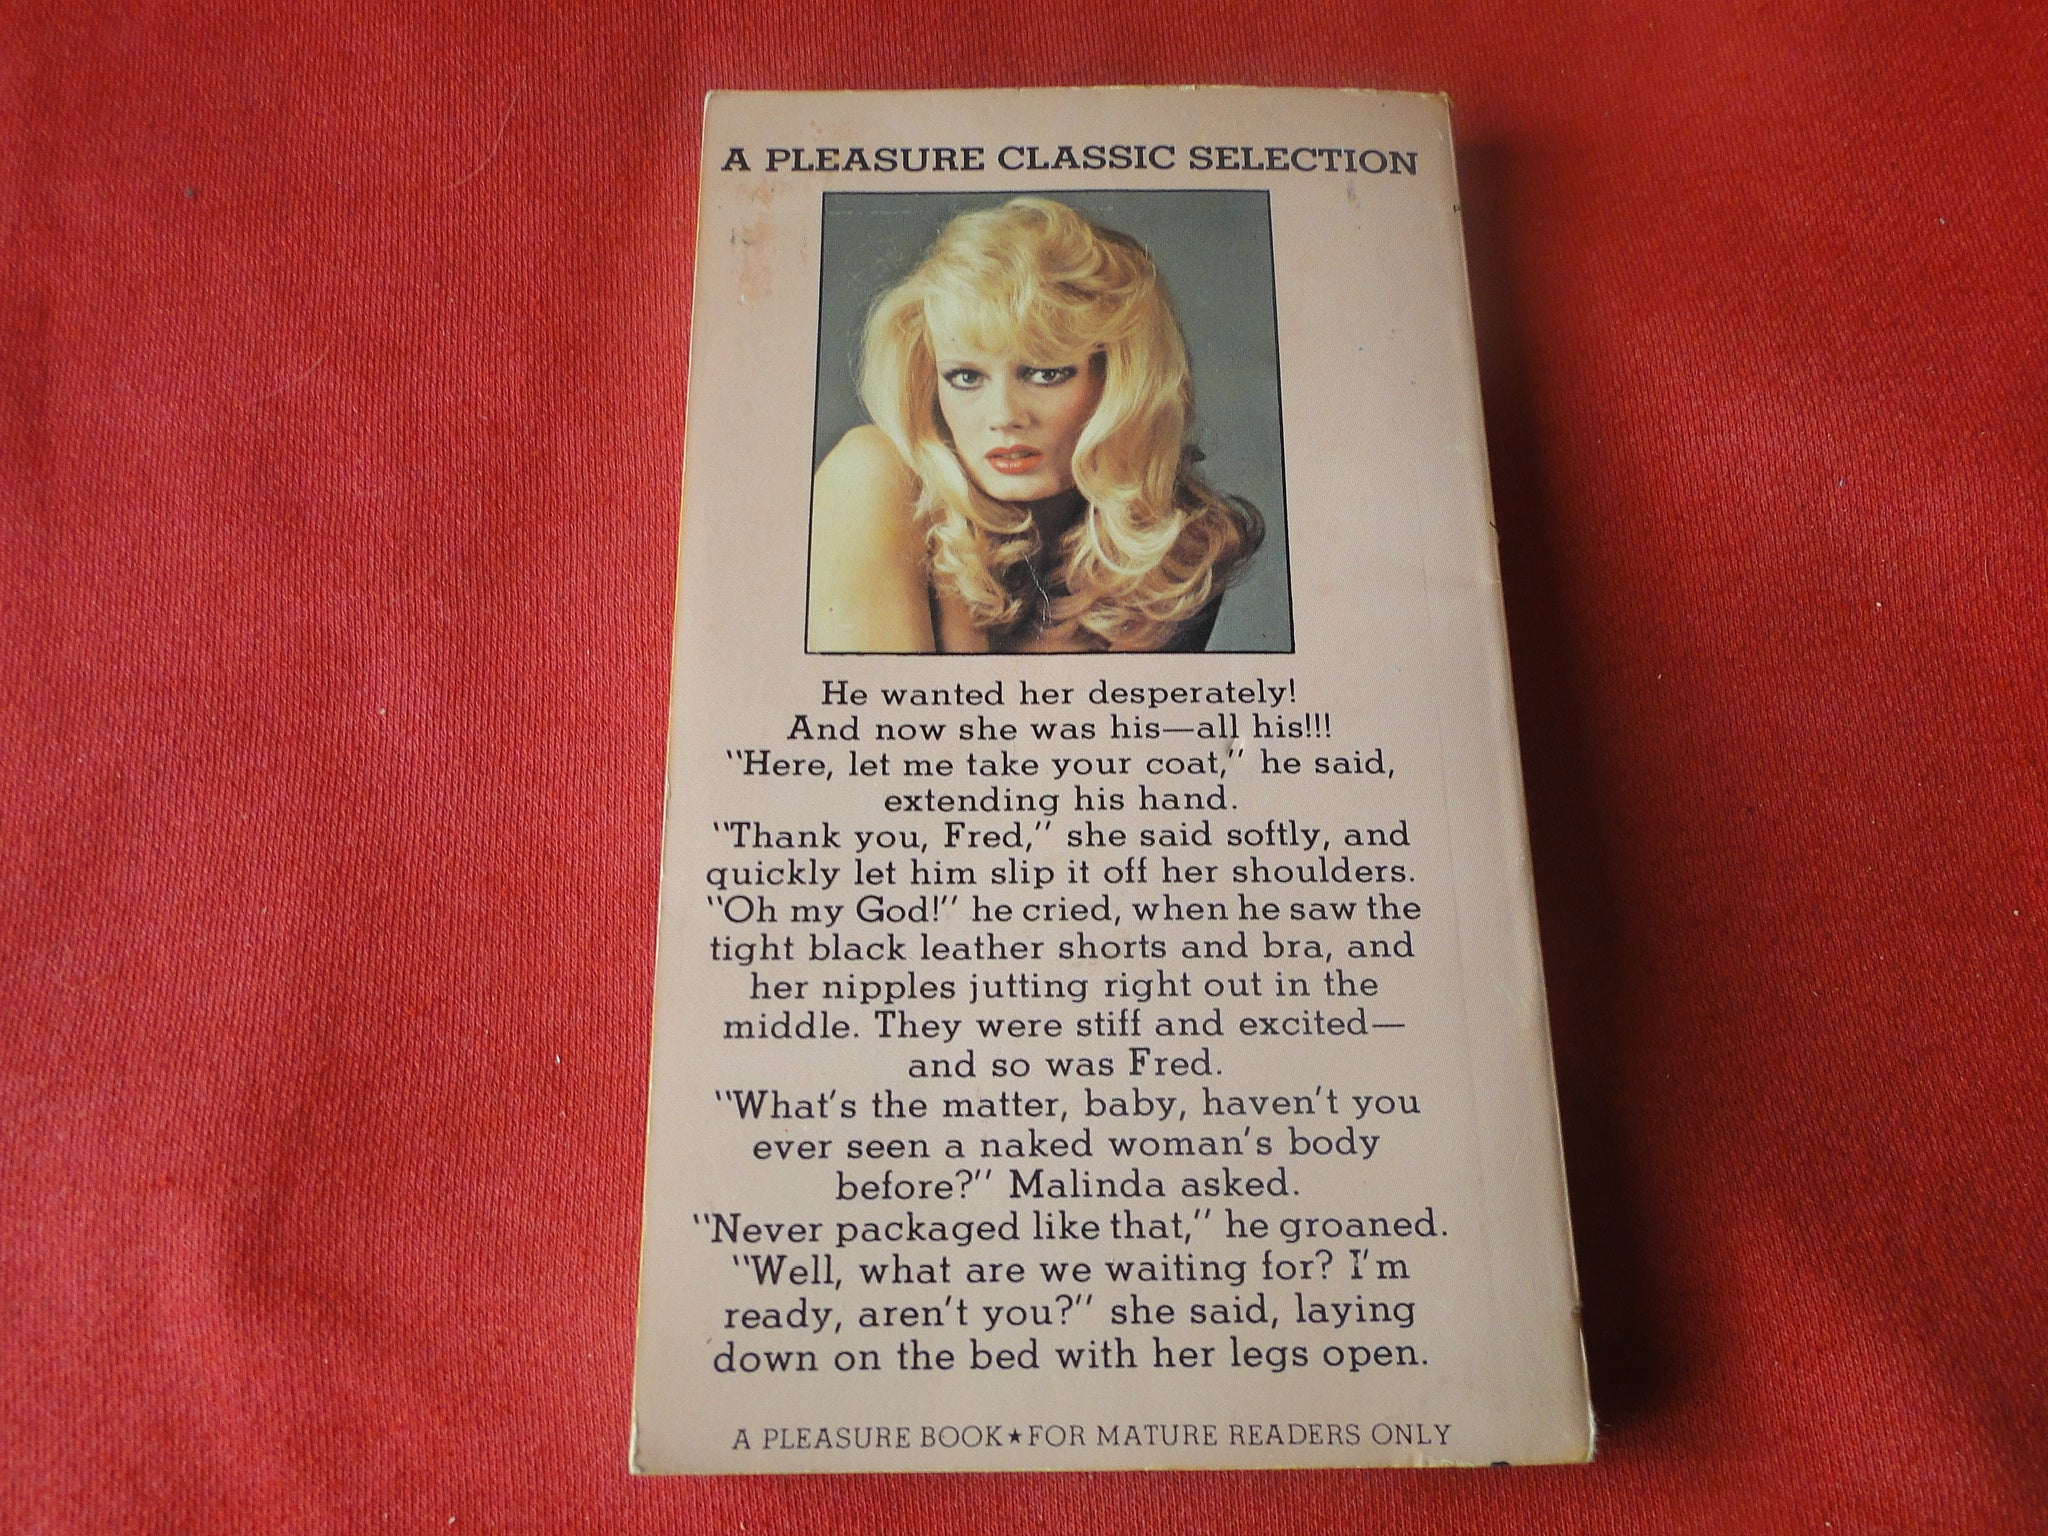 A PLEASURE CLASSIC SELECTION
He wanted her desperately!
And now she was his—all his!!!
"Here, let me take your coat," he said,
extending his hand.
"Thank you, Fred," she said softly, and
quickly let him slip it off her shoulders.
"Oh my God!" he cried, when he saw the
tight black leather shorts and bra, and
her nipples jutting right out in the
middle. They were stiff and excited—
and so was Fred.
"What's the matter, baby, haven't you
ever seen a naked woman's body
before?" Malinda asked.
"Never packaged like that," he groaned.
"Well, what are we waiting for? I'm
ready, aren't you?" she said, laying
down on the bed with her legs open.
A PLEASURE BOOK★FOR MATURE READERS ONLY